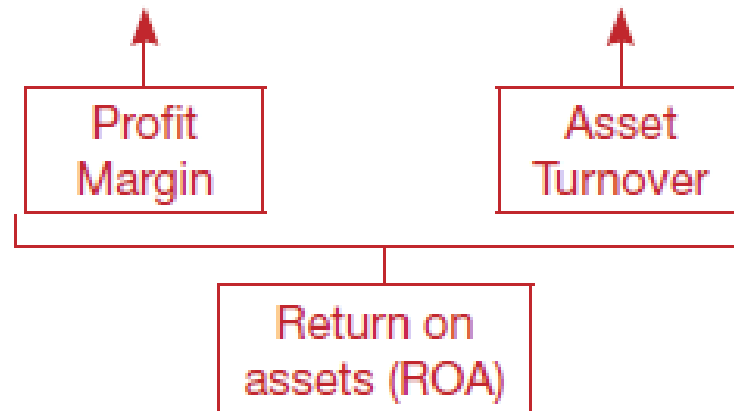 Profit
Margin
Asset
Turnover
Return on
assets (ROA)